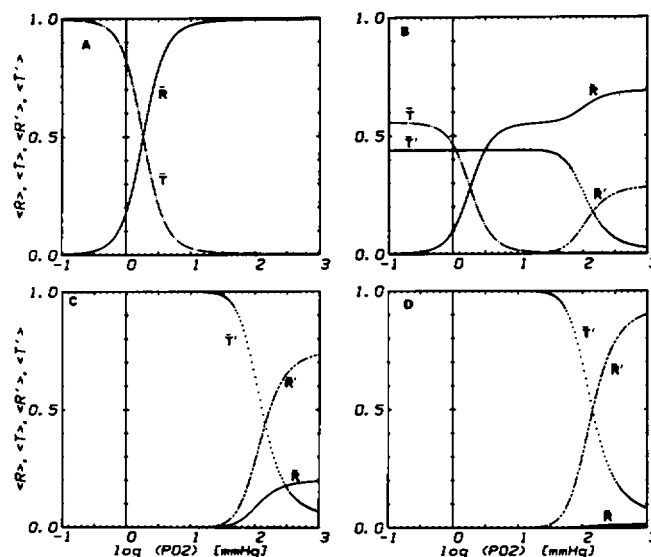 1.0
A
R̄
0.5
T̄
<R>, <T>, <R'>, <T'>
0.0
-1 0 1 2 3
1.0
B
R̄
T̄
0.5
T̄'
R̄'
0.0
-1 0 1 2 3
1.0
C
T̄'
R̄'
0.5
R̄
<R>, <T>, <R'>, <T'>
0.0
-1 0 1 2 3
log (PO2) [mmHg]
1.0
D
T̄'
R̄'
0.5
R̄
0.0
-1 0 1 2 3
log (PO2) [mmHg]